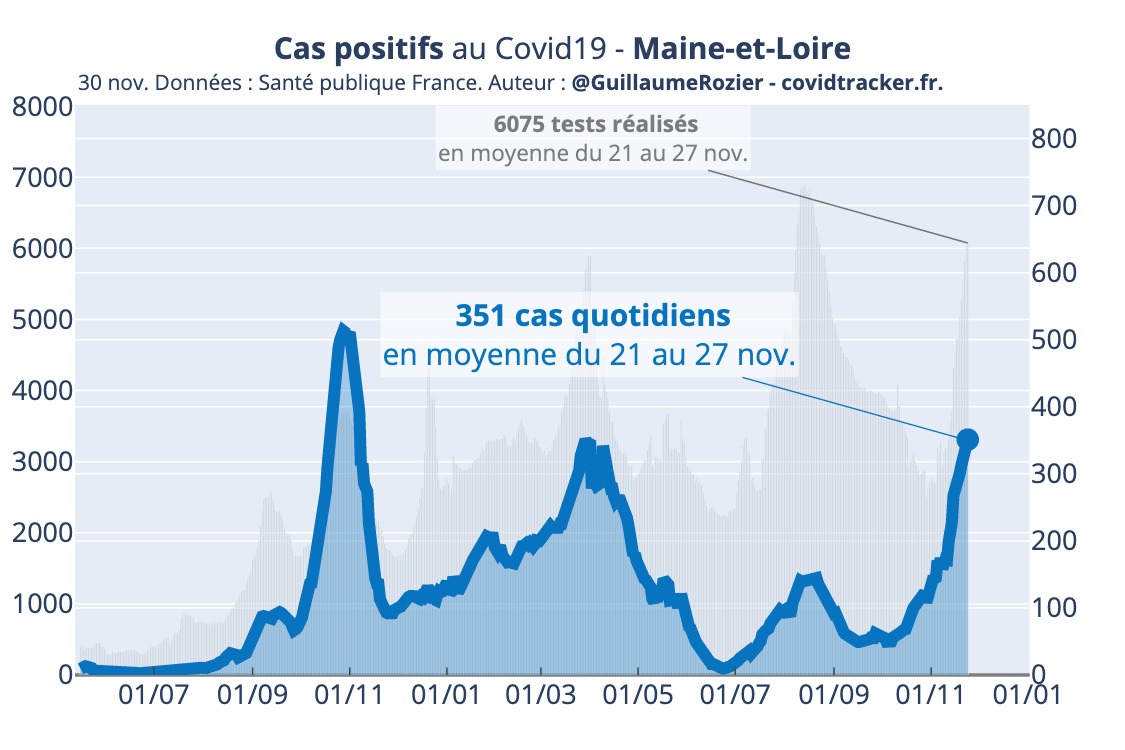 Cas positifs au Covid19 - Maine-et-Loire
30 nov. Données : Santé publique France. Auteur : @GuillaumeRozier - covidtracker.fr.
8000
7000
6000
5000
4000
3000
2000
1000
0
6075 tests réalisés
en moyenne du 21 au 27 nov.
351 cas quotidiens
en moyenne du 21 au 27 nov.
800
700
600
500
400
300
200
100
0
01/07 01/09 01/11 01/01 01/03 01/05 01/07 01/09 01/11 01/01